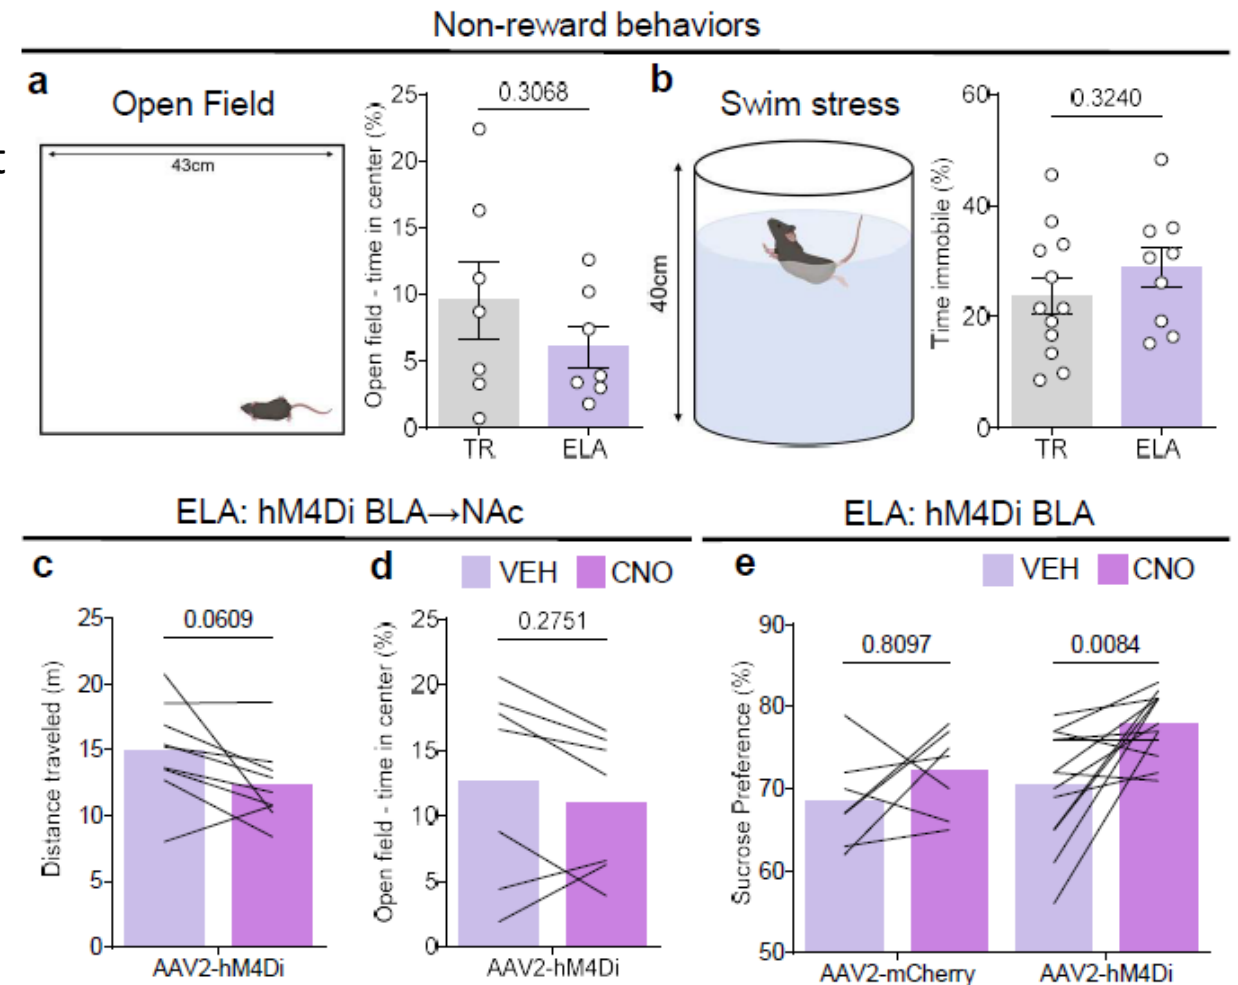 Non-reward behaviors
a
Open Field
43cm
Open field - time in center (%)
25
20
15
10
5
0
0.3068
TR
ELA
b
Swim stress
40cm
Time immobile (%)
60
40
20
0
0.3240
TR
ELA
ELA: hM4Di BLA→NAc
c
Distance traveled (m)
25
20
15
10
5
0
0.0609
AAV2-hM4Di
d
VEH
CNO
Open field - time in center (%)
25
20
15
10
5
0
0.2751
AAV2-hM4Di
ELA: hM4Di BLA
e
VEH
CNO
Sucrose Preference (%)
90
80
70
60
50
0.8097
0.0084
AAV2-mCherry
AAV2-hM4Di